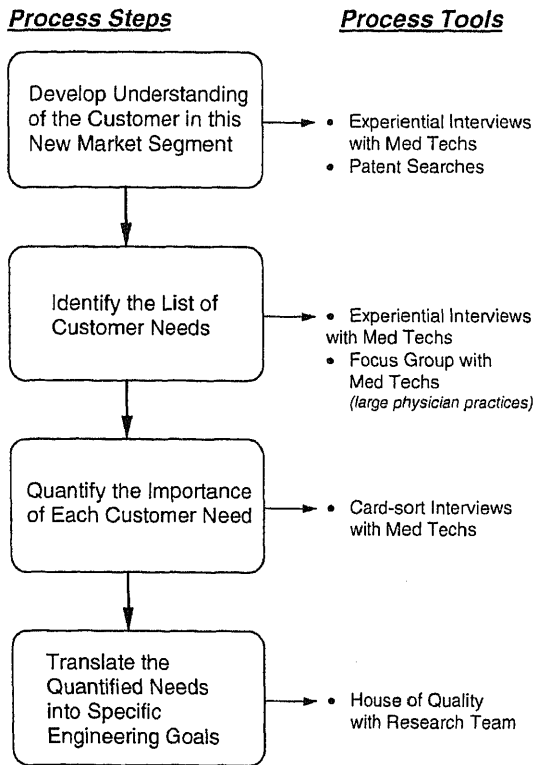 Process Steps
Process Tools
Develop Understanding
of the Customer in this
New Market Segment
• Experiential Interviews
with Med Techs
• Patent Searches
Identify the List of
Customer Needs
• Experiential Interviews
with Med Techs
• Focus Group with
Med Techs
(large physician practices)
Quantify the Importance
of Each Customer Need
• Card-sort Interviews
with Med Techs
Translate the
Quantified Needs
into Specific
Engineering Goals
• House of Quality
with Research Team